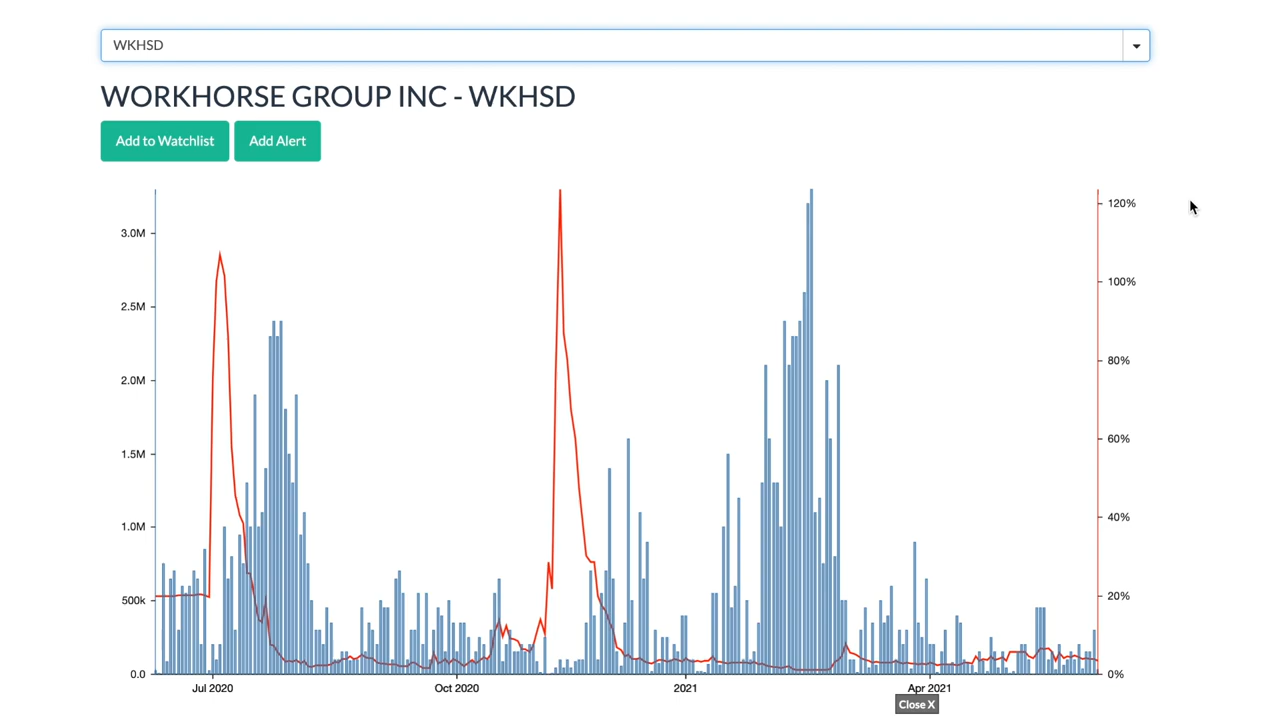 WKHSD
WORKHORSE GROUP INC - WKHSD
Add to Watchlist Add Alert
120%
3.0M
100%
2.5M
80%
2.0M
60%
1.5M
40%
1.0M
20%
500k
0.0 0%
Jul 2020 Oct 2020 2021 Apr 2021
Close X